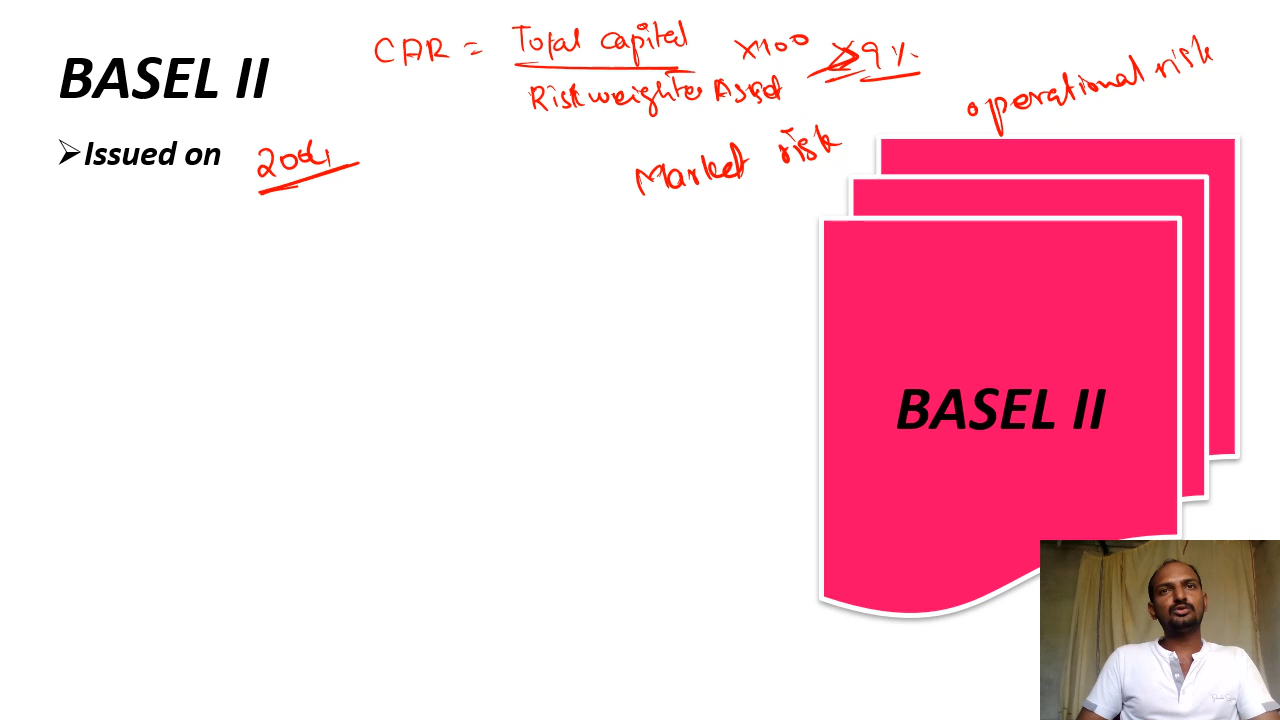 CAR = Total capital × 100 ≥ 9%
Risk weighted Asset
BASEL II
operational risk
Market risk
➢Issued on 2004
BASEL II